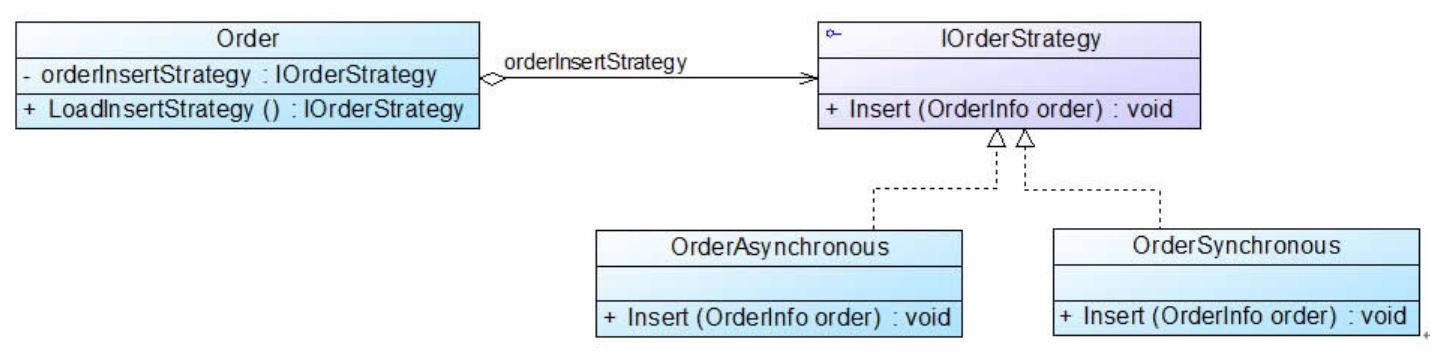 Order
- orderInsertStrategy : IOrderStrategy
+ LoadInsertStrategy () : IOrderStrategy
orderInsertStrategy
IOrderStrategy
+ Insert (OrderInfo order) : void
OrderAsynchronous
+ Insert (OrderInfo order) : void
OrderSynchronous
+ Insert (OrderInfo order) : void